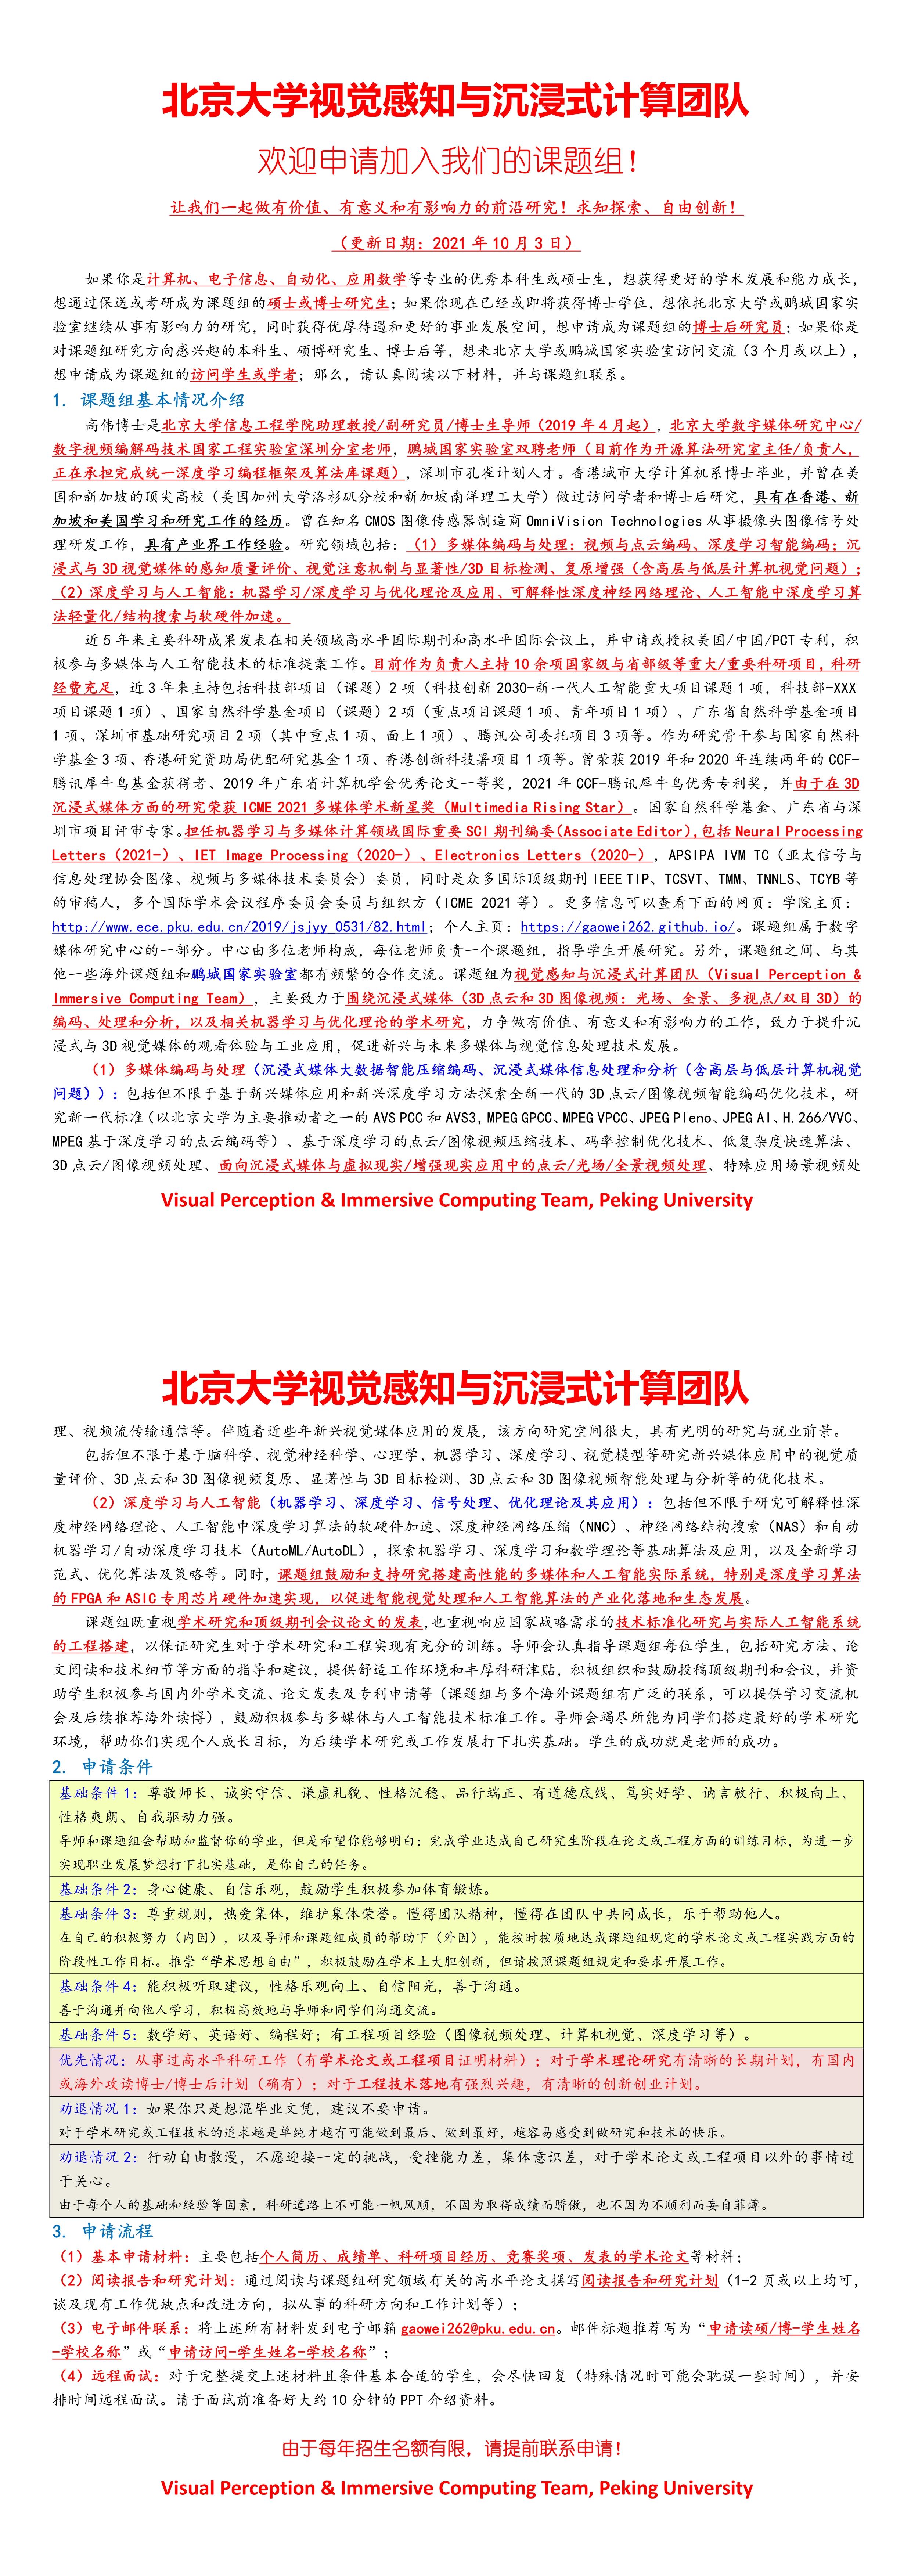 北京大学视觉感知与沉浸式计算团队
欢迎申请加入我们的课题组！
让我们一起做有价值、有意义和有影响力的前沿研究！求知探索、自由创新！
（更新日期：2021 年 10 月 3 日）
如果你是计算机、电子信息、自动化、应用数学等专业的优秀本科生或硕士生，想获得更好的学术发展和能力成长，
想通过保送或考研成为课题组的硕士或博士研究生；如果你现在已经或即将获得博士学位，想依托北京大学或鹏城国家实
验室继续从事有影响力的研究，同时获得优厚待遇和更好的事业发展空间，想申请成为课题组的博士后研究员；如果你是
对课题组研究方向感兴趣的本科生、硕博研究生、博士后等，想来北京大学或鹏城国家实验室访问交流（3 个月或以上），
想申请成为课题组的访问学生或学者；那么，请认真阅读以下材料，并与课题组联系。
1. 课题组基本情况介绍
高伟博士是北京大学信息工程学院助理教授/副研究员/博士生导师（2019 年 4 月起），北京大学数字媒体研究中心/
数字视频编解码技术国家工程实验室深圳分室老师，鹏城国家实验室双聘老师（目前作为开源算法研究室主任/负责人，
正在承担完成统一深度学习编程框架及算法库课题），深圳市孔雀计划人才。香港城市大学计算机系博士毕业，并曾在美
国和新加坡的顶尖高校（美国加州大学洛杉矶分校和新加坡南洋理工大学）做过访问学者和博士后研究，具有在香港、新
加坡和美国学习和研究工作的经历。曾在知名 CMOS 图像传感器制造商 OmniVision Technologies 从事摄像头图像信号处
理研发工作，具有产业界工作经验。研究领域包括：（1）多媒体编码与处理：视频与点云编码、深度学习智能编码；沉
浸式与 3D 视觉媒体的感知质量评价、视觉注意机制与显著性/3D 目标检测、复原增强（含高层与低层计算机视觉问题）；
（2）深度学习与人工智能：机器学习/深度学习与优化理论及应用、可解释性深度神经网络理论、人工智能中深度学习算
法轻量化/结构搜索与软硬件加速。
近 5 年来主要科研成果发表在相关领域高水平国际期刊和高水平国际会议上，并申请或授权美国/中国/PCT 专利，积
极参与多媒体与人工智能技术的标准提案工作。目前作为负责人主持 10 余项国家级与省部级等重大/重要科研项目，科研
经费充足，近 3 年来主持包括科技部项目（课题）2 项（科技创新 2030-新一代人工智能重大项目课题 1 项，科技部-XXX
项目课题 1 项）、国家自然科学基金项目（课题）2 项（重点项目课题 1 项、青年项目 1 项）、广东省自然科学基金项目
1 项、深圳市基础研究项目 2 项（其中重点 1 项、面上 1 项）、腾讯公司委托项目 3 项等。作为研究骨干参与国家自然科
学基金 3 项、香港研究资助局优配研究基金 1 项、香港创新科技署项目 1 项等。曾荣获 2019 年和 2020 年连续两年的 CCF-
腾讯犀牛鸟基金获得者、2019 年广东省计算机学会优秀论文一等奖，2021 年 CCF-腾讯犀牛鸟优秀专利奖，并由于在 3D
沉浸式媒体方面的研究荣获 ICME 2021 多媒体学术新星奖（Multimedia Rising Star）。国家自然科学基金、广东省与深
圳市项目评审专家。担任机器学习与多媒体计算领域国际重要 SCI 期刊编委(Associate Editor)，包括 Neural Processing
Letters（2021-）、IET Image Processing（2020-）、Electronics Letters（2020-），APSIPA IVM TC（亚太信号与
信息处理协会图像、视频与多媒体技术委员会）委员，同时是众多国际顶级期刊 IEEE TIP、TCSVT、TMM、TNNLS、TCYB 等
的审稿人，多个国际学术会议程序委员会委员与组织方（ICME 2021 等）。更多信息可以查看下面的网页：学院主页：
http://www.ece.pku.edu.cn/2019/jsjyy_0531/82.html；个人主页：https://gaowei262.github.io/。课题组属于数字
媒体研究中心的一部分。中心由多位老师构成，每位老师负责一个课题组，指导学生开展研究。另外，课题组之间、与其
他一些海外课题组和鹏城国家实验室都有频繁的合作交流。课题组为视觉感知与沉浸式计算团队（Visual Perception &
Immersive Computing Team），主要致力于围绕沉浸式媒体（3D 点云和 3D 图像视频：光场、全景、多视点/双目 3D）的
编码、处理和分析，以及相关机器学习与优化理论的学术研究，力争做有价值、有意义和有影响力的工作，致力于提升沉
浸式与 3D 视觉媒体的观看体验与工业应用，促进新兴与未来多媒体与视觉信息处理技术发展。
（1）多媒体编码与处理（沉浸式媒体大数据智能压缩编码、沉浸式媒体信息处理和分析（含高层与低层计算机视觉
问题））：包括但不限于基于新兴媒体应用和新兴深度学习方法探索全新一代的 3D 点云/图像视频智能编码优化技术，研
究新一代标准（以北京大学为主要推动者之一的 AVS PCC 和 AVS3，MPEG GPCC、MPEG VPCC、JPEG Pleno、JPEG AI、H.266/VVC、
MPEG 基于深度学习的点云编码等）、基于深度学习的点云/图像视频压缩技术、码率控制优化技术、低复杂度快速算法、
3D 点云/图像视频处理、面向沉浸式媒体与虚拟现实/增强现实应用中的点云/光场/全景视频处理、特殊应用场景视频处
Visual Perception & Immersive Computing Team, Peking University
北京大学视觉感知与沉浸式计算团队
理、视频流传输通信等。伴随着近些年新兴视觉媒体应用的发展，该方向研究空间很大，具有光明的研究与就业前景。
包括但不限于基于脑科学、视觉神经科学、心理学、机器学习、深度学习、视觉模型等研究新兴媒体应用中的视觉质
量评价、3D 点云和 3D 图像视频复原、显著性与 3D 目标检测、3D 点云和 3D 图像视频智能处理与分析等的优化技术。
（2）深度学习与人工智能（机器学习、深度学习、信号处理、优化理论及其应用）：包括但不限于研究可解释性深
度神经网络理论、人工智能中深度学习算法的软硬件加速、深度神经网络压缩（NNC）、神经网络结构搜索（NAS）和自动
机器学习/自动深度学习技术（AutoML/AutoDL），探索机器学习、深度学习和数学理论等基础算法及应用，以及全新学习
范式、优化算法及策略等。同时，课题组鼓励和支持研究搭建高性能的多媒体和人工智能实际系统，特别是深度学习算法
的 FPGA 和 ASIC 专用芯片硬件加速实现，以促进智能视觉处理和人工智能算法的产业化落地和生态发展。
课题组既重视学术研究和顶级期刊会议论文的发表，也重视响应国家战略需求的技术标准化研究与实际人工智能系统
的工程搭建，以保证研究生对于学术研究和工程实现有充分的训练。导师会认真指导课题组每位学生，包括研究方法、论
文阅读和技术细节等方面的指导和建议，提供舒适工作环境和丰厚科研津贴，积极组织和鼓励投稿顶级期刊和会议，并资
助学生积极参与国内外学术交流、论文发表及专利申请等（课题组与多个海外课题组有广泛的联系，可以提供学习交流机
会及后续推荐海外读博），鼓励积极参与多媒体与人工智能技术标准工作。导师会竭尽所能为同学们搭建最好的学术研究
环境，帮助你们实现个人成长目标，为后续学术研究或工作发展打下扎实基础。学生的成功就是老师的成功。
2. 申请条件
基础条件 1：尊敬师长、诚实守信、谦虚礼貌、性格沉稳、品行端正、有道德底线、笃实好学、讷言敏行、积极向上、
性格爽朗、自我驱动力强。
导师和课题组会帮助和监督你的学业，但是希望你能够明白：完成学业达成自己研究生阶段在论文或工程方面的训练目标，为进一步
实现职业发展梦想打下扎实基础，是你自己的任务。
基础条件 2：身心健康、自信乐观，鼓励学生积极参加体育锻炼。
基础条件 3：尊重规则，热爱集体，维护集体荣誉。懂得团队精神，懂得在团队中共同成长，乐于帮助他人。
在自己的积极努力（内因），以及导师和课题组成员的帮助下（外因），能按时按质地达成课题组规定的学术论文或工程实践方面的
阶段性工作目标。推崇“学术思想自由”，积极鼓励在学术上大胆创新，但请按照课题组规定和要求开展工作。
基础条件 4：能积极听取建议，性格乐观向上、自信阳光，善于沟通。
善于沟通并向他人学习，积极高效地与导师和同学们沟通交流。
基础条件 5：数学好、英语好、编程好；有工程项目经验（图像视频处理、计算机视觉、深度学习等）。
优先情况：从事过高水平科研工作（有学术论文或工程项目证明材料）；对于学术理论研究有清晰的长期计划，有国内
或海外攻读博士/博士后计划（确有）；对于工程技术落地有强烈兴趣，有清晰的创新创业计划。
劝退情况 1：如果你只是想混毕业文凭，建议不要申请。
对于学术研究或工程技术的追求越是单纯才越有可能做到最后、做到最好，越容易感受到做研究和技术的快乐。
劝退情况 2：行动自由散漫，不愿迎接一定的挑战，受挫能力差，集体意识差，对于学术论文或工程项目以外的事情过
于关心。
由于每个人的基础和经验等因素，科研道路上不可能一帆风顺，不因为取得成绩而骄傲，也不因为不顺利而妄自菲薄。
3. 申请流程
（1）基本申请材料：主要包括个人简历、成绩单、科研项目经历、竞赛奖项、发表的学术论文等材料；
（2）阅读报告和研究计划：通过阅读与课题组研究领域有关的高水平论文撰写阅读报告和研究计划（1-2 页或以上均可，
谈及现有工作优缺点和改进方向，拟从事的科研方向和工作计划等）；
（3）电子邮件联系：将上述所有材料发到电子邮箱 gaowei262@pku.edu.cn。邮件标题推荐写为“申请读硕/博-学生姓名
-学校名称”或“申请访问-学生姓名-学校名称”；
（4）远程面试：对于完整提交上述材料且条件基本合适的学生，会尽快回复（特殊情况时可能会耽误一些时间），并安
排时间远程面试。请于面试前准备好大约 10 分钟的 PPT 介绍资料。
由于每年招生名额有限，请提前联系申请！
Visual Perception & Immersive Computing Team, Peking University